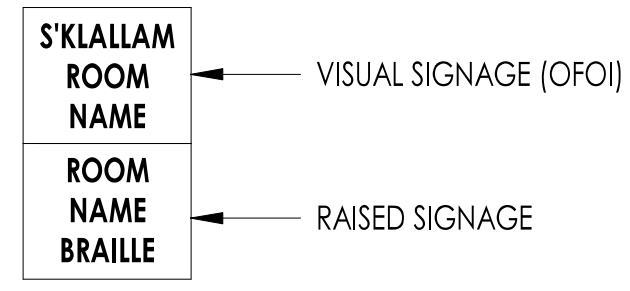 S'KLALLAM
ROOM
NAME
VISUAL SIGNAGE (OFOI)
ROOM
NAME
BRAILLE
RAISED SIGNAGE